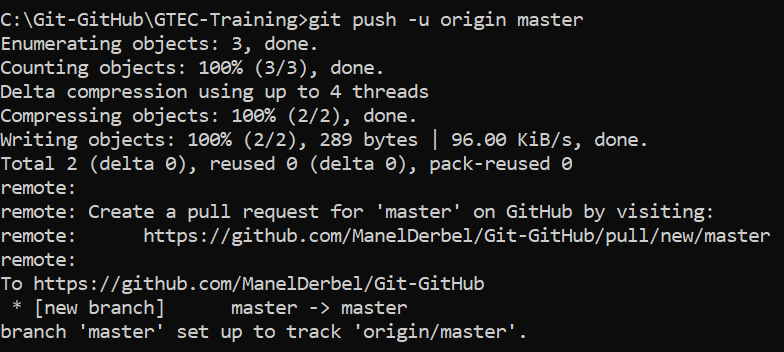 C:\Git-GitHub\GTEC-Training>git push -u origin master
Enumerating objects: 3, done.
Counting objects: 100% (3/3), done.
Delta compression using up to 4 threads
Compressing objects: 100% (2/2), done.
Writing objects: 100% (2/2), 289 bytes | 96.00 KiB/s, done.
Total 2 (delta 0), reused 0 (delta 0), pack-reused 0
remote:
remote: Create a pull request for 'master' on GitHub by visiting:
remote:      https://github.com/ManelDerbel/Git-GitHub/pull/new/master
remote:
To https://github.com/ManelDerbel/Git-GitHub
 * [new branch]      master -> master
branch 'master' set up to track 'origin/master'.